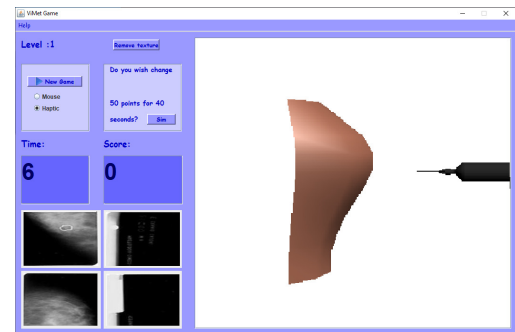 ViMet Game
Help
Level :1
Remove texture
New Game
Mouse
Haptic
Do you wish change
50 points for 40
seconds?
Sim
Time:
Score:
6
0